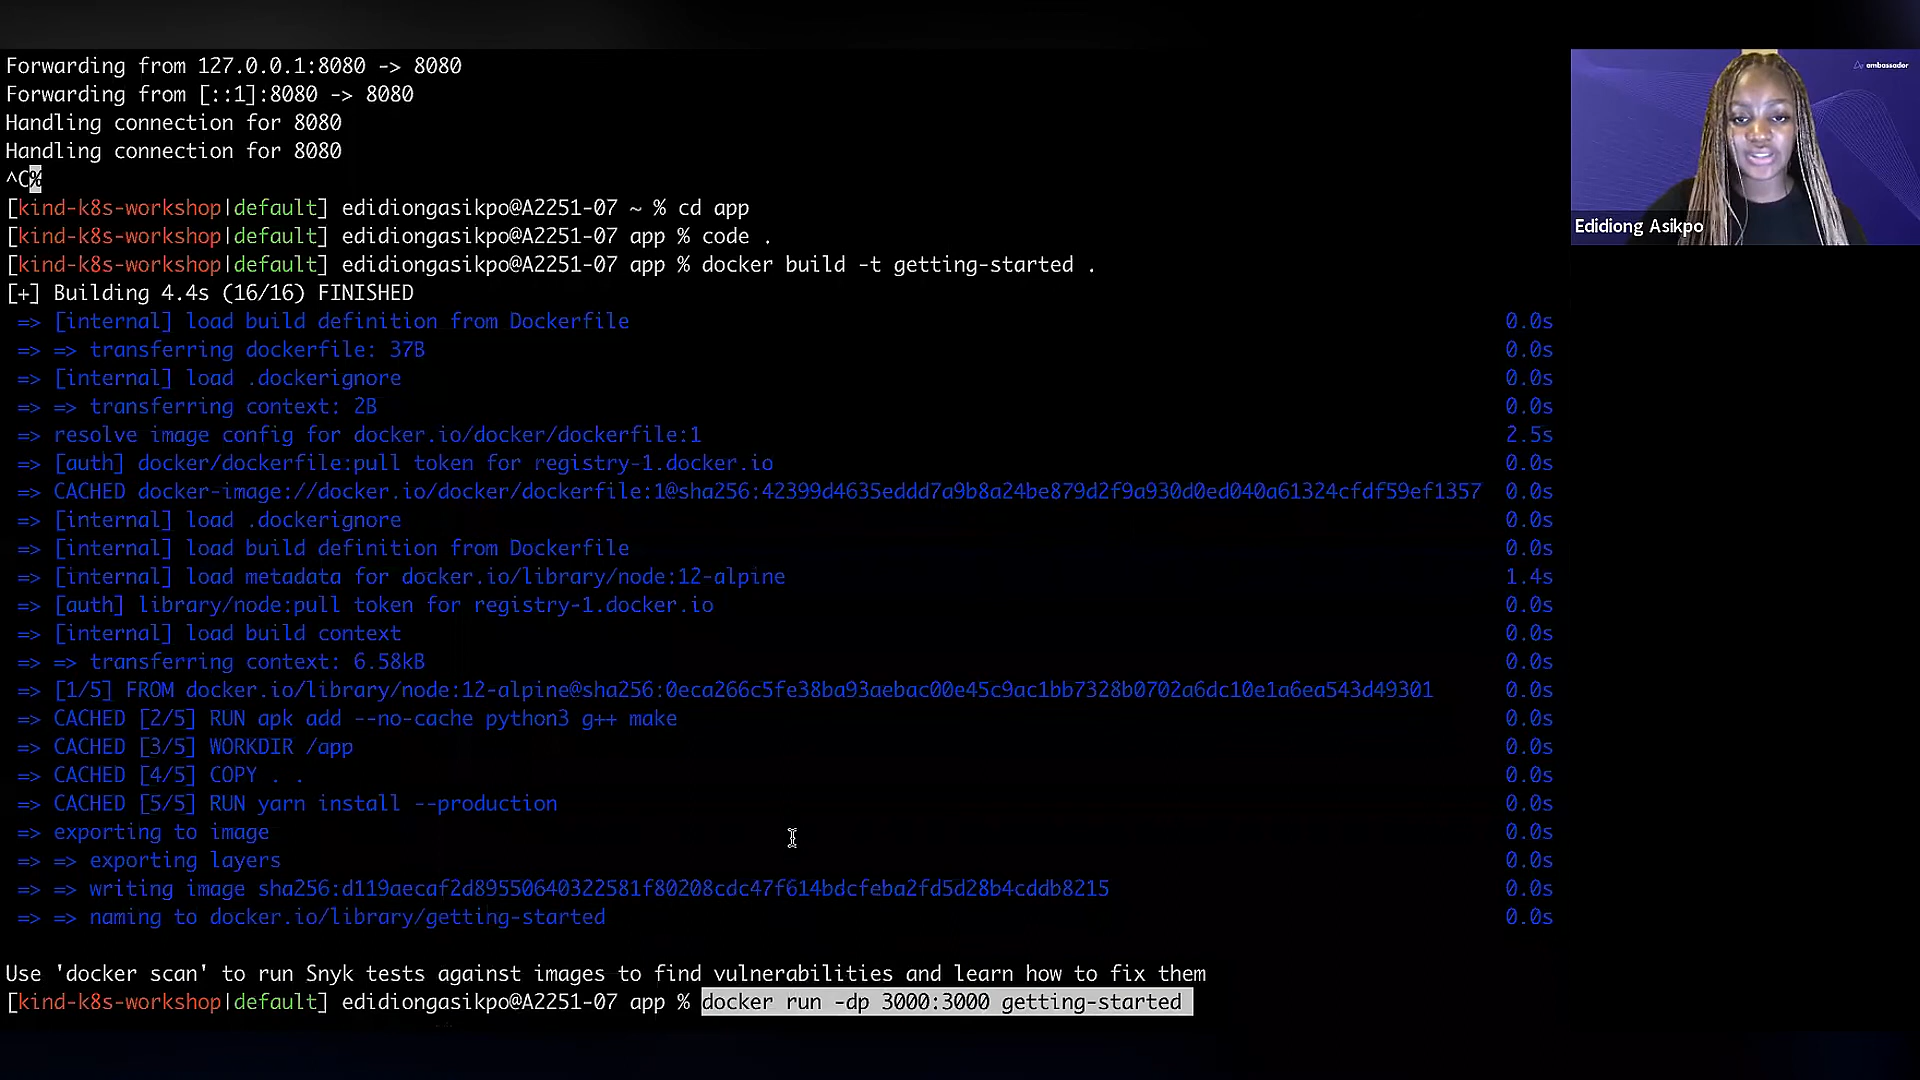 Forwarding from 127.0.0.1:8080 -> 8080
Forwarding from [::1]:8080 -> 8080
Handling connection for 8080
Handling connection for 8080
^C%
[kind-k8s-workshop|default] edidiongasikpo@A2251-07 ~ % cd app
[kind-k8s-workshop|default] edidiongasikpo@A2251-07 app % code .
[kind-k8s-workshop|default] edidiongasikpo@A2251-07 app % docker build -t getting-started .
[+] Building 4.4s (16/16) FINISHED
=> [internal] load build definition from Dockerfile 0.0s
=> => transferring dockerfile: 37B 0.0s
=> [internal] load .dockerignore 0.0s
=> => transferring context: 2B 0.0s
=> resolve image config for docker.io/docker/dockerfile:1 2.5s
=> [auth] docker/dockerfile:pull token for registry-1.docker.io 0.0s
=> CACHED docker-image://docker.io/docker/dockerfile:1@sha256:42399d4635eddd7a9b8a24be879d2f9a930d0ed040a61324cfdf59ef1357 0.0s
=> [internal] load .dockerignore 0.0s
=> [internal] load build definition from Dockerfile 0.0s
=> [internal] load metadata for docker.io/library/node:12-alpine 1.4s
=> [auth] library/node:pull token for registry-1.docker.io 0.0s
=> [internal] load build context 0.0s
=> => transferring context: 6.58kB 0.0s
=> [1/5] FROM docker.io/library/node:12-alpine@sha256:0eca266c5fe38ba93aebac00e45c9ac1bb7328b0702a6dc10e1a6ea543d49301 0.0s
=> CACHED [2/5] RUN apk add --no-cache python3 g++ make 0.0s
=> CACHED [3/5] WORKDIR /app 0.0s
=> CACHED [4/5] COPY . . 0.0s
=> CACHED [5/5] RUN yarn install --production 0.0s
=> exporting to image 0.0s
=> => exporting layers 0.0s
=> => writing image sha256:d119aecaf2d89550640322581f80208cdc47f614bdcfeba2fd5d28b4cddb8215 0.0s
=> => naming to docker.io/library/getting-started 0.0s
Use 'docker scan' to run Snyk tests against images to find vulnerabilities and learn how to fix them
[kind-k8s-workshop|default] edidiongasikpo@A2251-07 app % docker run -dp 3000:3000 getting-started
ambassador
Edidiong Asikpo